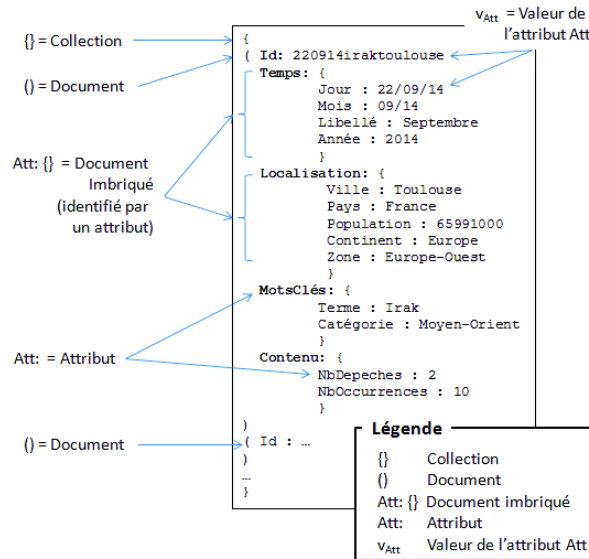 v_Att = Valeur de
l'attribut Att
{} = Collection
{
() = Document
( Id: 220914iraktoulouse
Temps: {
Jour : 22/09/14
Mois : 09/14
Libellé : Septembre
Année : 2014
}
Att: {} = Document
Imbriqué
(identifié par
un attribut)
Localisation: {
Ville : Toulouse
Pays : France
Population : 65991000
Continent : Europe
Zone : Europe-Ouest
}
MotsClés: {
Terme : Irak
Catégorie : Moyen-Orient
}
Att: = Attribut
Contenu: {
NbDepeches : 2
NbOccurrences : 10
}
)
() = Document
( Id : …
)
…
}
Légende
{} Collection
() Document
Att: {} Document imbriqué
Att: Attribut
v_Att Valeur de l'attribut Att